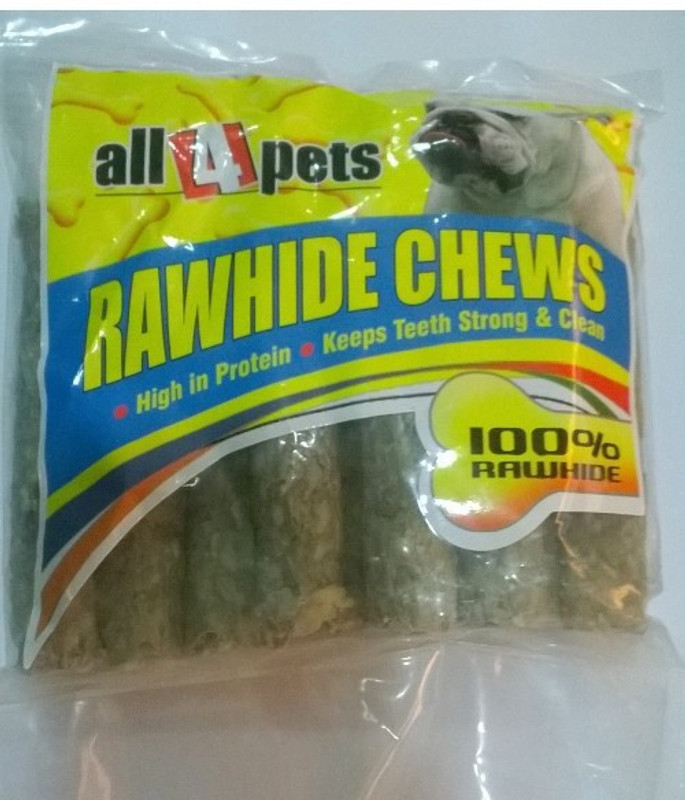 all 4 pets
RAWHIDE CHEWS
• High in Protein • Keeps Teeth Strong & Clean
100%
RAWHIDE